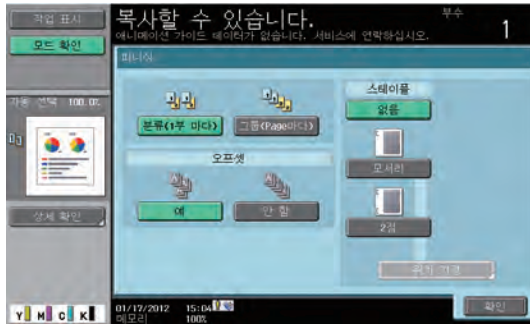 작업 표시
모드 확인
복사할 수 있습니다.
애니메이션 가이드 데이터가 없습니다. 서비스에 연락하십시오.
부수
1
피니싱
자동 선택 100.0%
분류(1부 마다)
그룹(Page마다)
오프셋
예
안 함
스테이플
없음
모서리
2점
위치 지정
상세 확인
확인
Y M C K
01/17/2012 15:04
메모리 100%